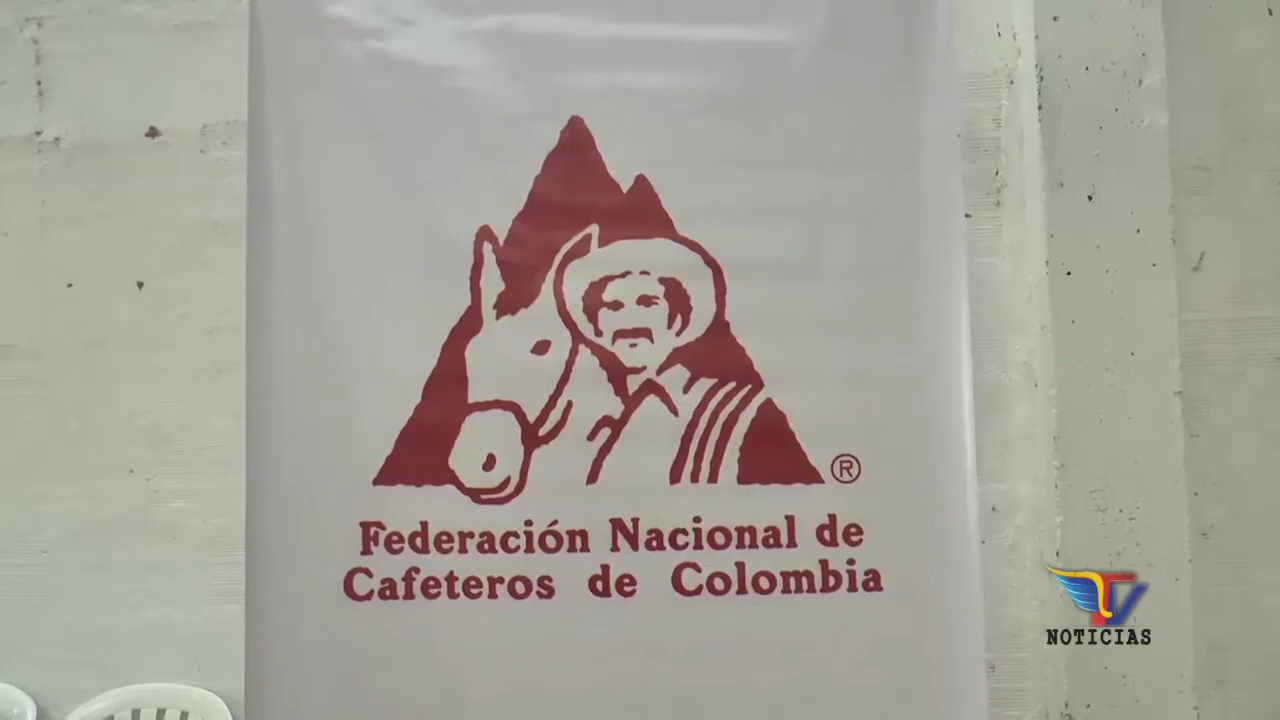 ®
Federación Nacional de
Cafeteros de Colombia
TV
NOTICIAS